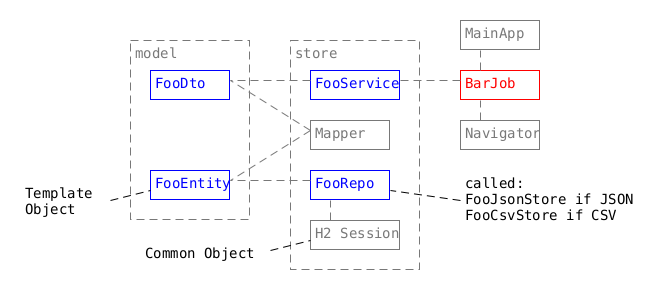 MainApp
model
store
FooDto
FooService
BarJob
Mapper
Navigator
FooEntity
FooRepo
called:
FooJsonStore if JSON
FooCsvStore if CSV
Template
Object
H2 Session
Common Object